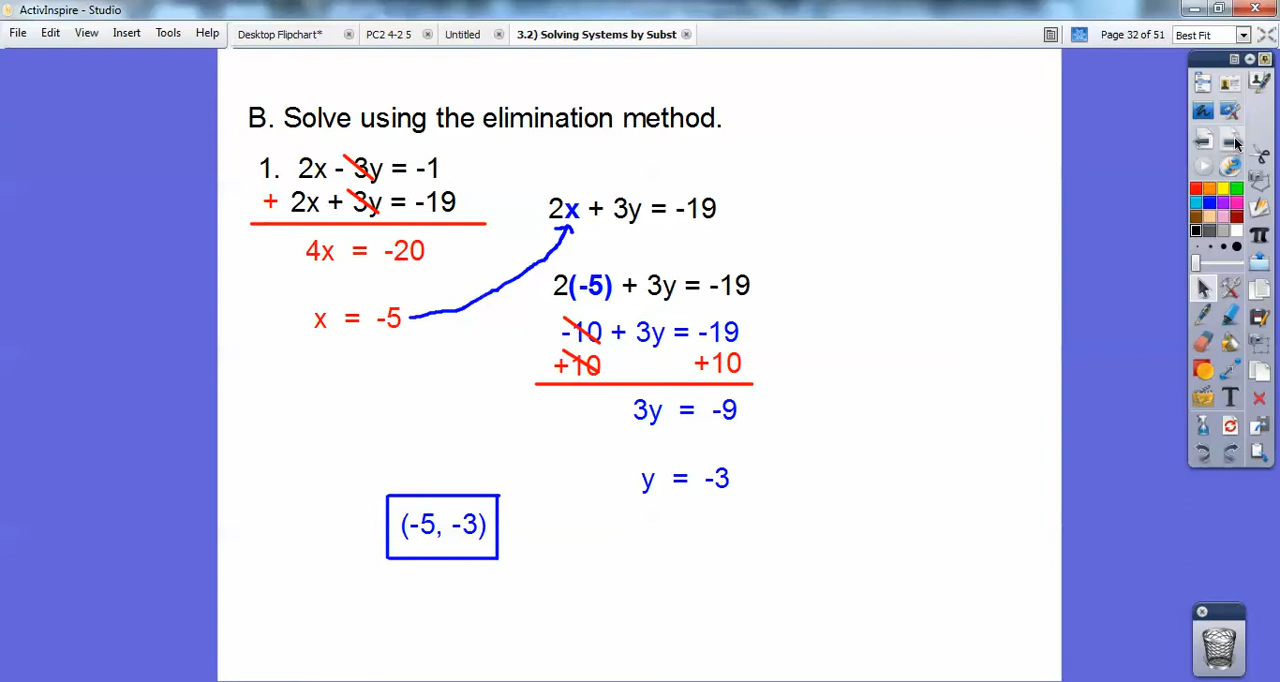 ActivInspire - Studio
File Edit View Insert Tools Help
Desktop Flipchart* PC2 4-2 5 Untitled 3.2) Solving Systems by Subst
Page 32 of 51 Best Fit
B. Solve using the elimination method.
1. 2x - 3y = -1
+ 2x + 3y = -19
4x = -20
x = -5
2x + 3y = -19
2(-5) + 3y = -19
-10 + 3y = -19
+10 +10
3y = -9
y = -3
(-5, -3)